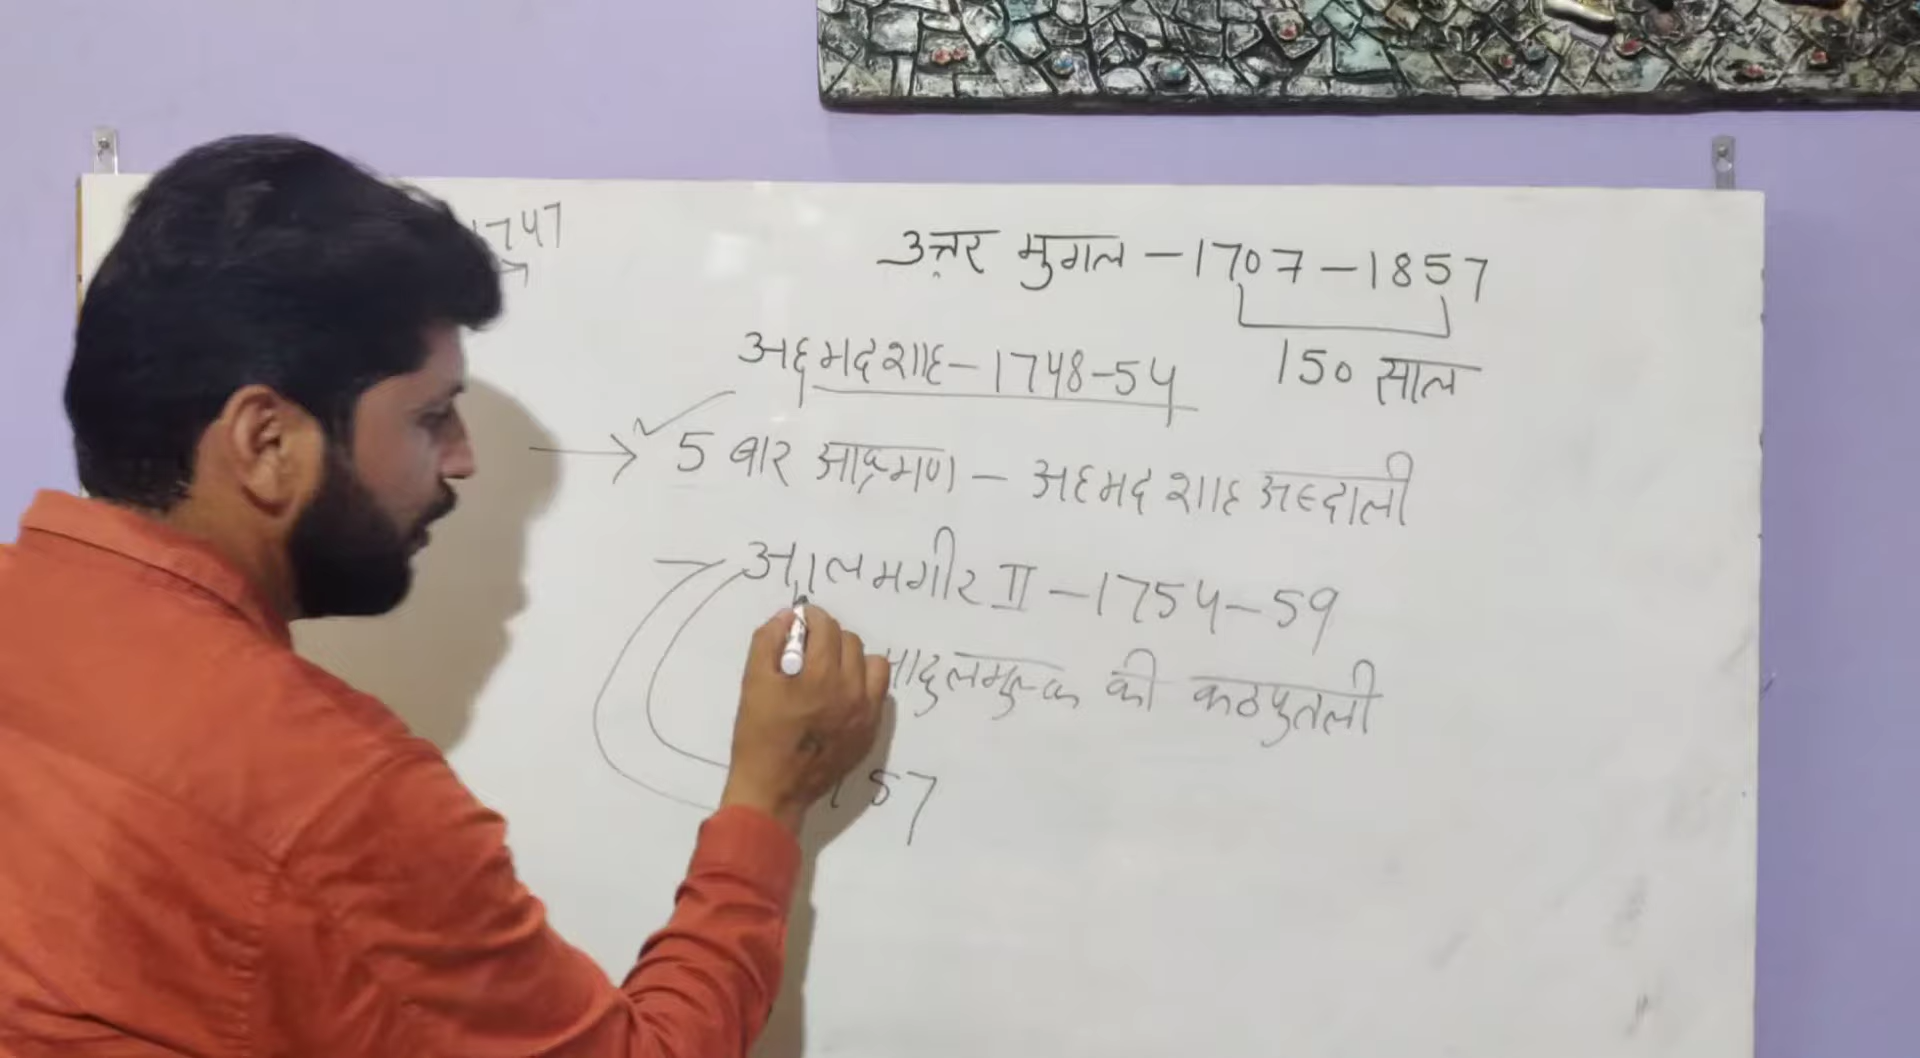 1747
उत्तर मुगल - 1707 - 1857
150 साल
अहमदशाह - 1748-54
5 बार आक्रमण - अहमद शाह अब्दाली
आलमगीर II - 1754-59
की कठपुतली
57